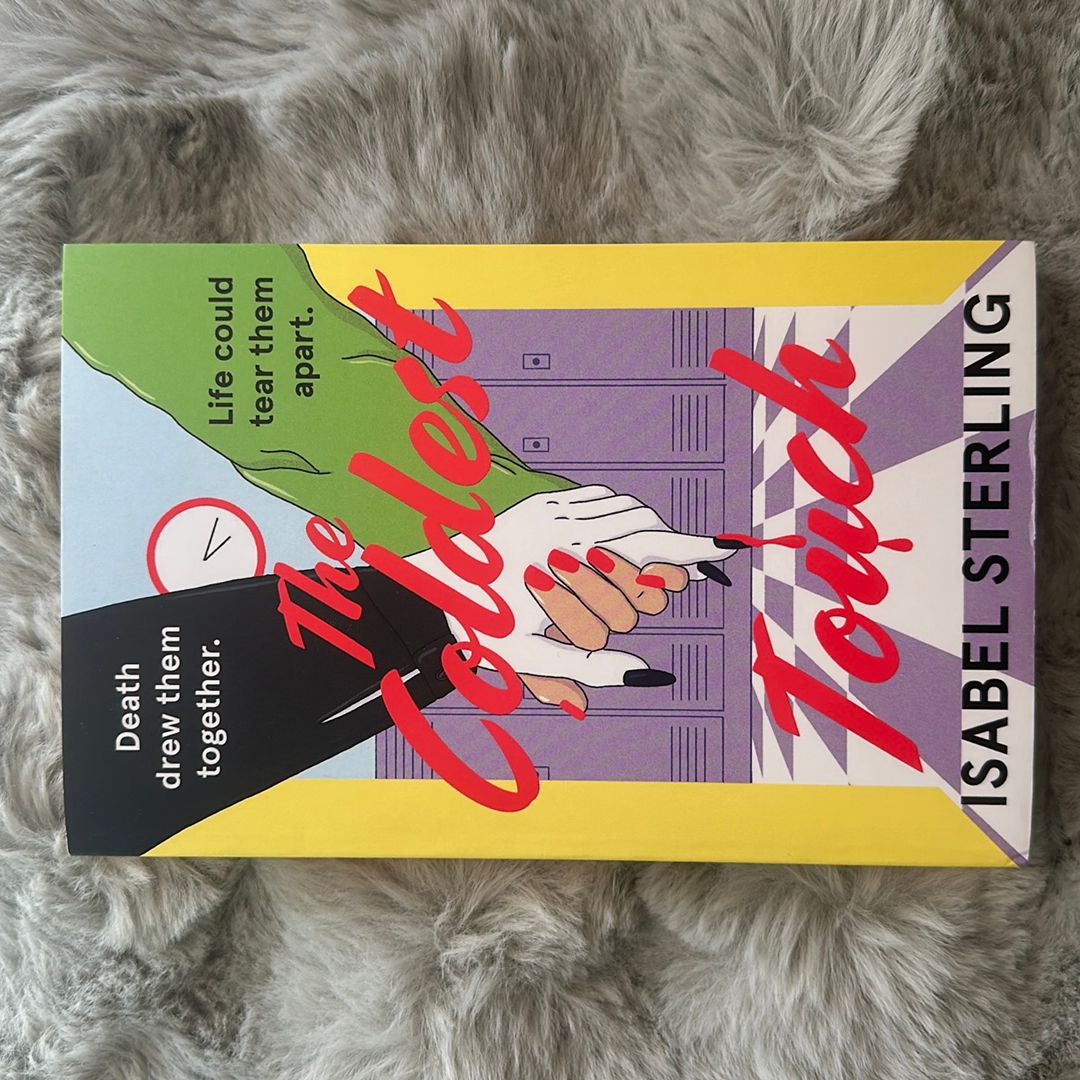 Death
drew them
together.
Life could
tear them
apart.
The
Coldest
Touch
ISABEL STERLING